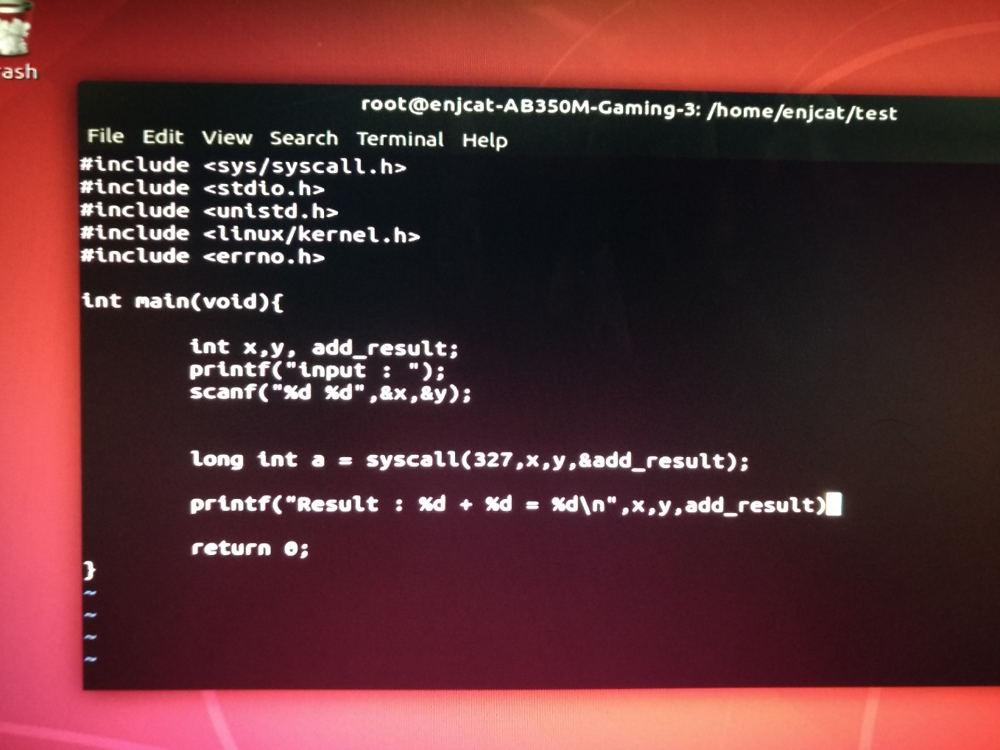 ash
root@enjcat-AB350M-Gaming-3: /home/enjcat/test
File Edit View Search Terminal Help
#include <sys/syscall.h>
#include <stdio.h>
#include <unistd.h>
#include <linux/kernel.h>
#include <errno.h>
int main(void){
int x,y, add_result;
printf("input : ");
scanf("%d %d",&x,&y);
long int a = syscall(327,x,y,&add_result);
printf("Result : %d + %d = %d\n",x,y,add_result)
return 0;
}
~
~
~
~